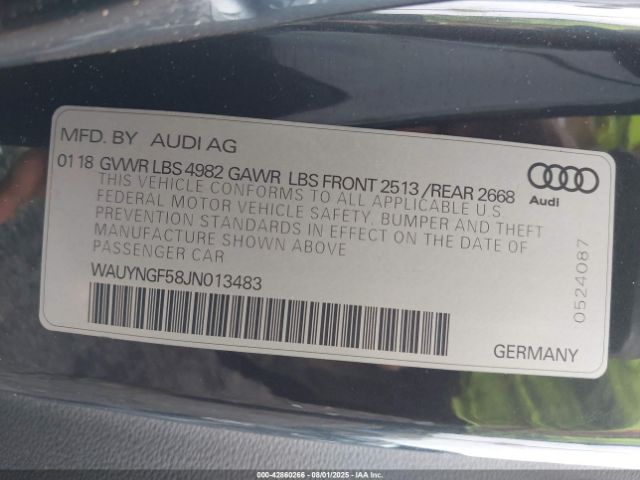 MFD. BY AUDI AG
01 18 GVWR LBS 4982 GAWR LBS FRONT 2513 /REAR 2668
THIS VEHICLE CONFORMS TO ALL APPLICABLE U S
FEDERAL MOTOR VEHICLE SAFETY, BUMPER AND THEFT
PREVENTION STANDARDS IN EFFECT ON THE DATE OF
MANUFACTURE SHOWN ABOVE
PASSENGER CAR
WAUYNGF58JN013483
Audi
0524087
GERMANY
000-42860266 - 08/01/2025 - IAAI.COM